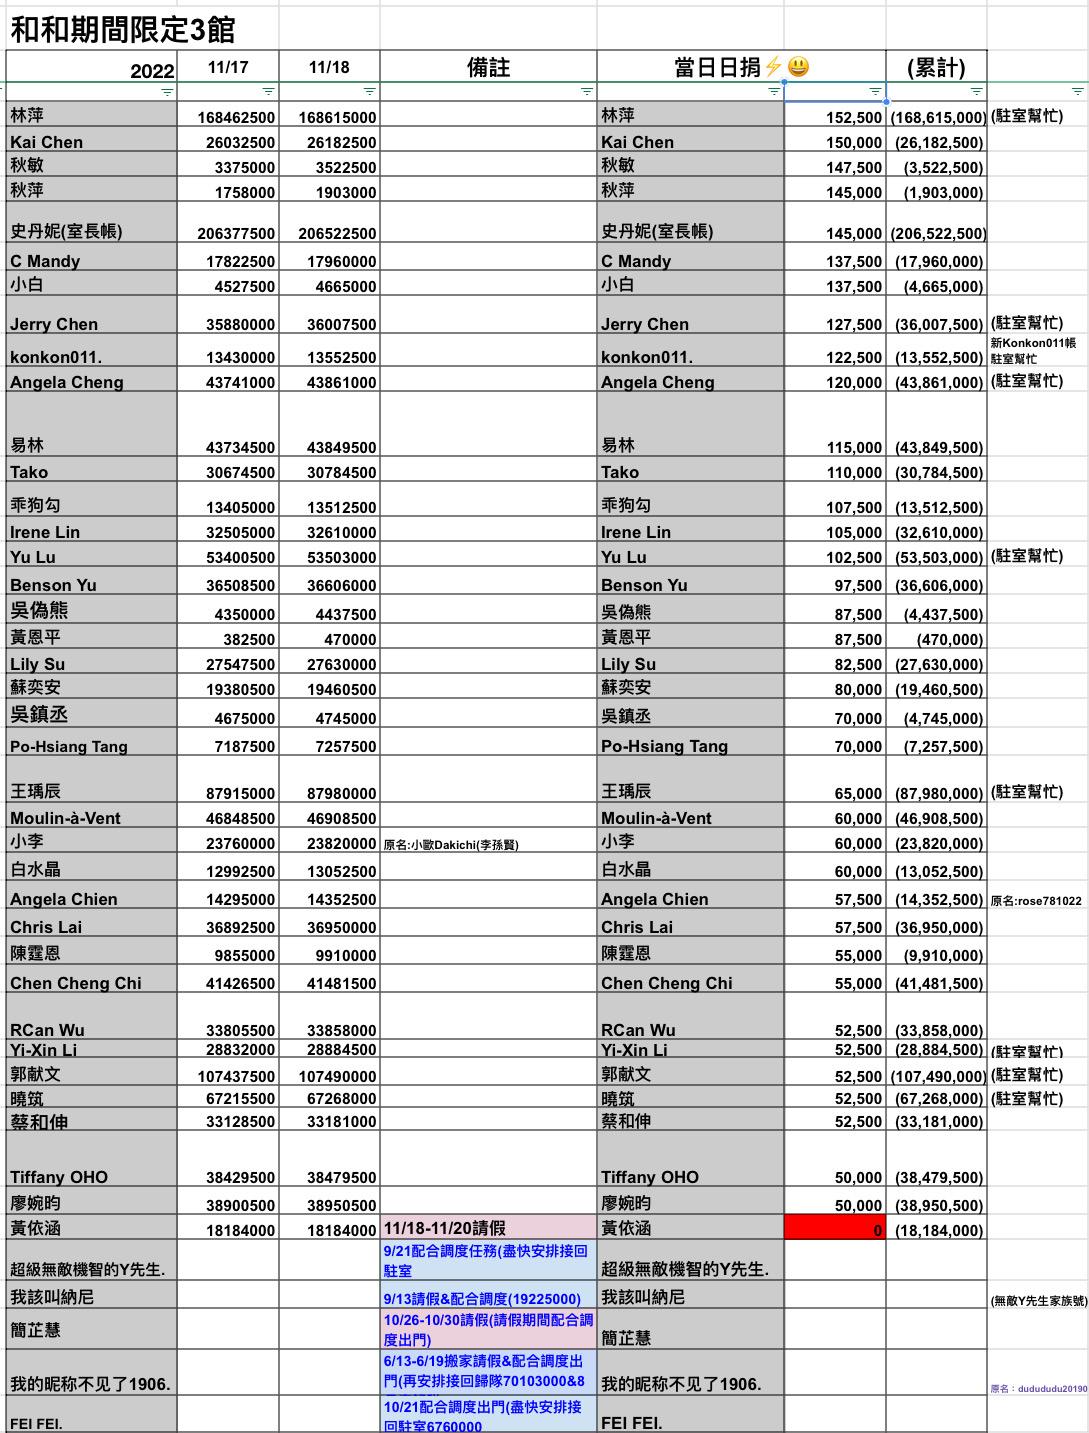 和和期間限定3館
2022 11/17 11/18 備註 當日日捐⚡😃 (累計)
林萍 168462500 168615000 林萍 152,500 (168,615,000) (駐室幫忙)
Kai Chen 26032500 26182500 Kai Chen 150,000 (26,182,500)
秋敏 3375000 3522500 秋敏 147,500 (3,522,500)
秋萍 1758000 1903000 秋萍 145,000 (1,903,000)
史丹妮(室長帳) 206377500 206522500 史丹妮(室長帳) 145,000 (206,522,500)
C Mandy 17822500 17960000 C Mandy 137,500 (17,960,000)
小白 4527500 4665000 小白 137,500 (4,665,000)
Jerry Chen 35880000 36007500 Jerry Chen 127,500 (36,007,500) (駐室幫忙)
konkon011. 13430000 13552500 konkon011. 122,500 (13,552,500) 新Konkon011帳
駐室幫忙
Angela Cheng 43741000 43861000 Angela Cheng 120,000 (43,861,000) (駐室幫忙)
易林 43734500 43849500 易林 115,000 (43,849,500)
Tako 30674500 30784500 Tako 110,000 (30,784,500)
乖狗勾 13405000 13512500 乖狗勾 107,500 (13,512,500)
Irene Lin 32505000 32610000 Irene Lin 105,000 (32,610,000)
Yu Lu 53400500 53503000 Yu Lu 102,500 (53,503,000) (駐室幫忙)
Benson Yu 36508500 36606000 Benson Yu 97,500 (36,606,000)
吳偽熊 4350000 4437500 吳偽熊 87,500 (4,437,500)
黃恩平 382500 470000 黃恩平 87,500 (470,000)
Lily Su 27547500 27630000 Lily Su 82,500 (27,630,000)
蘇奕安 19380500 19460500 蘇奕安 80,000 (19,460,500)
吳鎮丞 4675000 4745000 吳鎮丞 70,000 (4,745,000)
Po-Hsiang Tang 7187500 7257500 Po-Hsiang Tang 70,000 (7,257,500)
王瑀辰 87915000 87980000 王瑀辰 65,000 (87,980,000) (駐室幫忙)
Moulin-à-Vent 46848500 46908500 Moulin-à-Vent 60,000 (46,908,500)
小李 23760000 23820000 原名:小歐Dakichi(李孫賢) 小李 60,000 (23,820,000)
白水晶 12992500 13052500 白水晶 60,000 (13,052,500)
Angela Chien 14295000 14352500 Angela Chien 57,500 (14,352,500) 原名:rose781022
Chris Lai 36892500 36950000 Chris Lai 57,500 (36,950,000)
陳霆恩 9855000 9910000 陳霆恩 55,000 (9,910,000)
Chen Cheng Chi 41426500 41481500 Chen Cheng Chi 55,000 (41,481,500)
RCan Wu 33805500 33858000 RCan Wu 52,500 (33,858,000)
Yi-Xin Li 28832000 28884500 Yi-Xin Li 52,500 (28,884,500) (駐室幫忙)
郭献文 107437500 107490000 郭献文 52,500 (107,490,000) (駐室幫忙)
曉筑 67215500 67268000 曉筑 52,500 (67,268,000) (駐室幫忙)
蔡和伸 33128500 33181000 蔡和伸 52,500 (33,181,000)
Tiffany OHO 38429500 38479500 Tiffany OHO 50,000 (38,479,500)
廖婉昀 38900500 38950500 廖婉昀 50,000 (38,950,500)
黃依涵 18184000 18184000 11/18-11/20請假 黃依涵 0 (18,184,000)
9/21配合調度任務(盡快安排接回
駐室
超級無敵機智的Y先生. 超級無敵機智的Y先生.
我該叫納尼 9/13請假&配合調度(19225000) 我該叫納尼 (無敵Y先生家族號)
10/26-10/30請假(請假期間配合調
度出門)
簡芷慧 簡芷慧
6/13-6/19搬家請假&配合調度出
門(再安排接回歸隊70103000&8
我的昵称不见了1906. 我的昵称不见了1906. 原名：dudududu20190
10/21配合調度出門(盡快安排接
回駐室6760000
FEI FEI. FEI FEI.